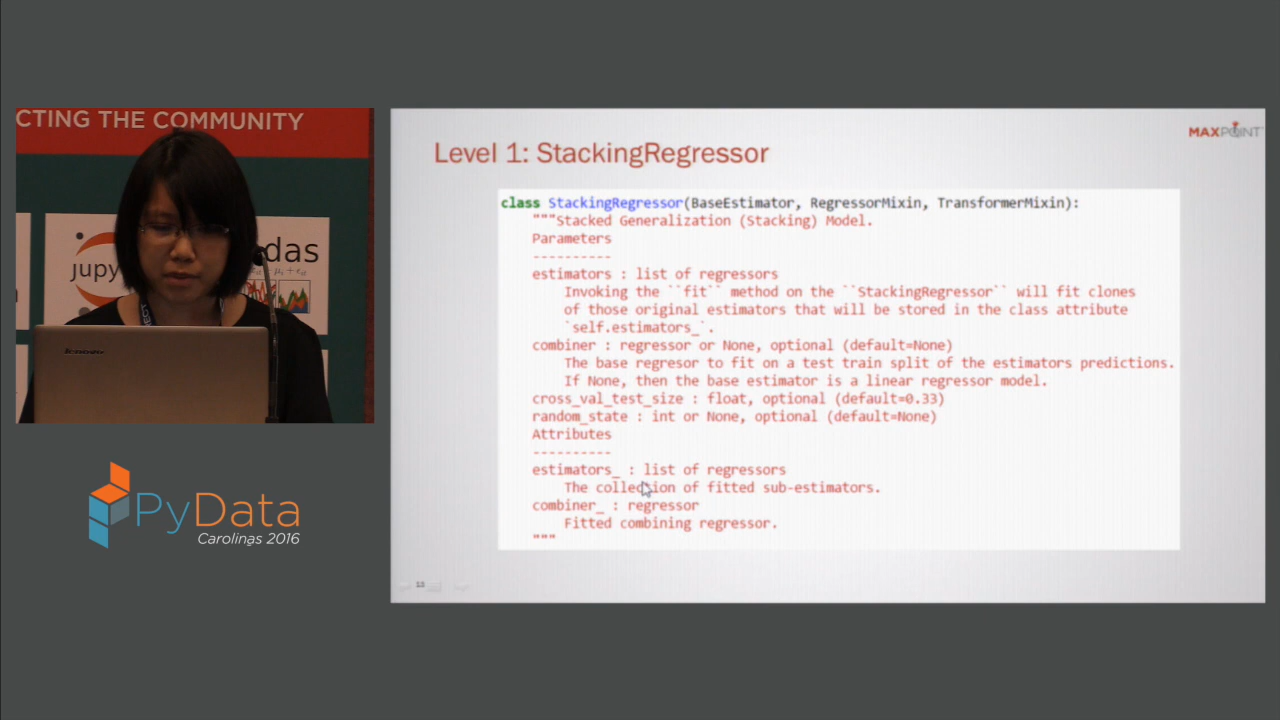 CTING THE COMMUNITY
jupy
das
lenovo
PyData
Carolinas 2016
MAXPOINT
Level 1: StackingRegressor
class StackingRegressor(BaseEstimator, RegressorMixin, TransformerMixin):
"""Stacked Generalization (Stacking) Model.
Parameters
----------
estimators : list of regressors
Invoking the ``fit`` method on the ``StackingRegressor`` will fit clones
of those original estimators that will be stored in the class attribute
`self.estimators_`.
combiner : regressor or None, optional (default=None)
The base regresor to fit on a test train split of the estimators predictions.
If None, then the base estimator is a linear regressor model.
cross_val_test_size : float, optional (default=0.33)
random_state : int or None, optional (default=None)
Attributes
----------
estimators_ : list of regressors
The collection of fitted sub-estimators.
combiner_ : regressor
Fitted combining regressor.
"""